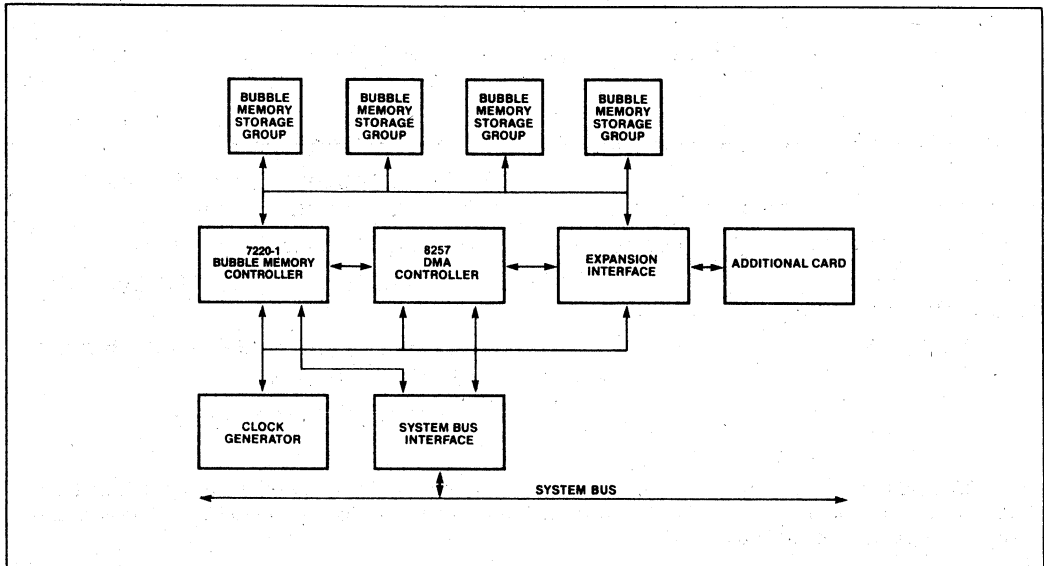 BUBBLE
MEMORY
STORAGE
GROUP
BUBBLE
MEMORY
STORAGE
GROUP
BUBBLE
MEMORY
STORAGE
GROUP
BUBBLE
MEMORY
STORAGE
GROUP
7220-1
BUBBLE MEMORY
CONTROLLER
8257
DMA
CONTROLLER
EXPANSION
INTERFACE
ADDITIONAL CARD
CLOCK
GENERATOR
SYSTEM BUS
INTERFACE
SYSTEM BUS